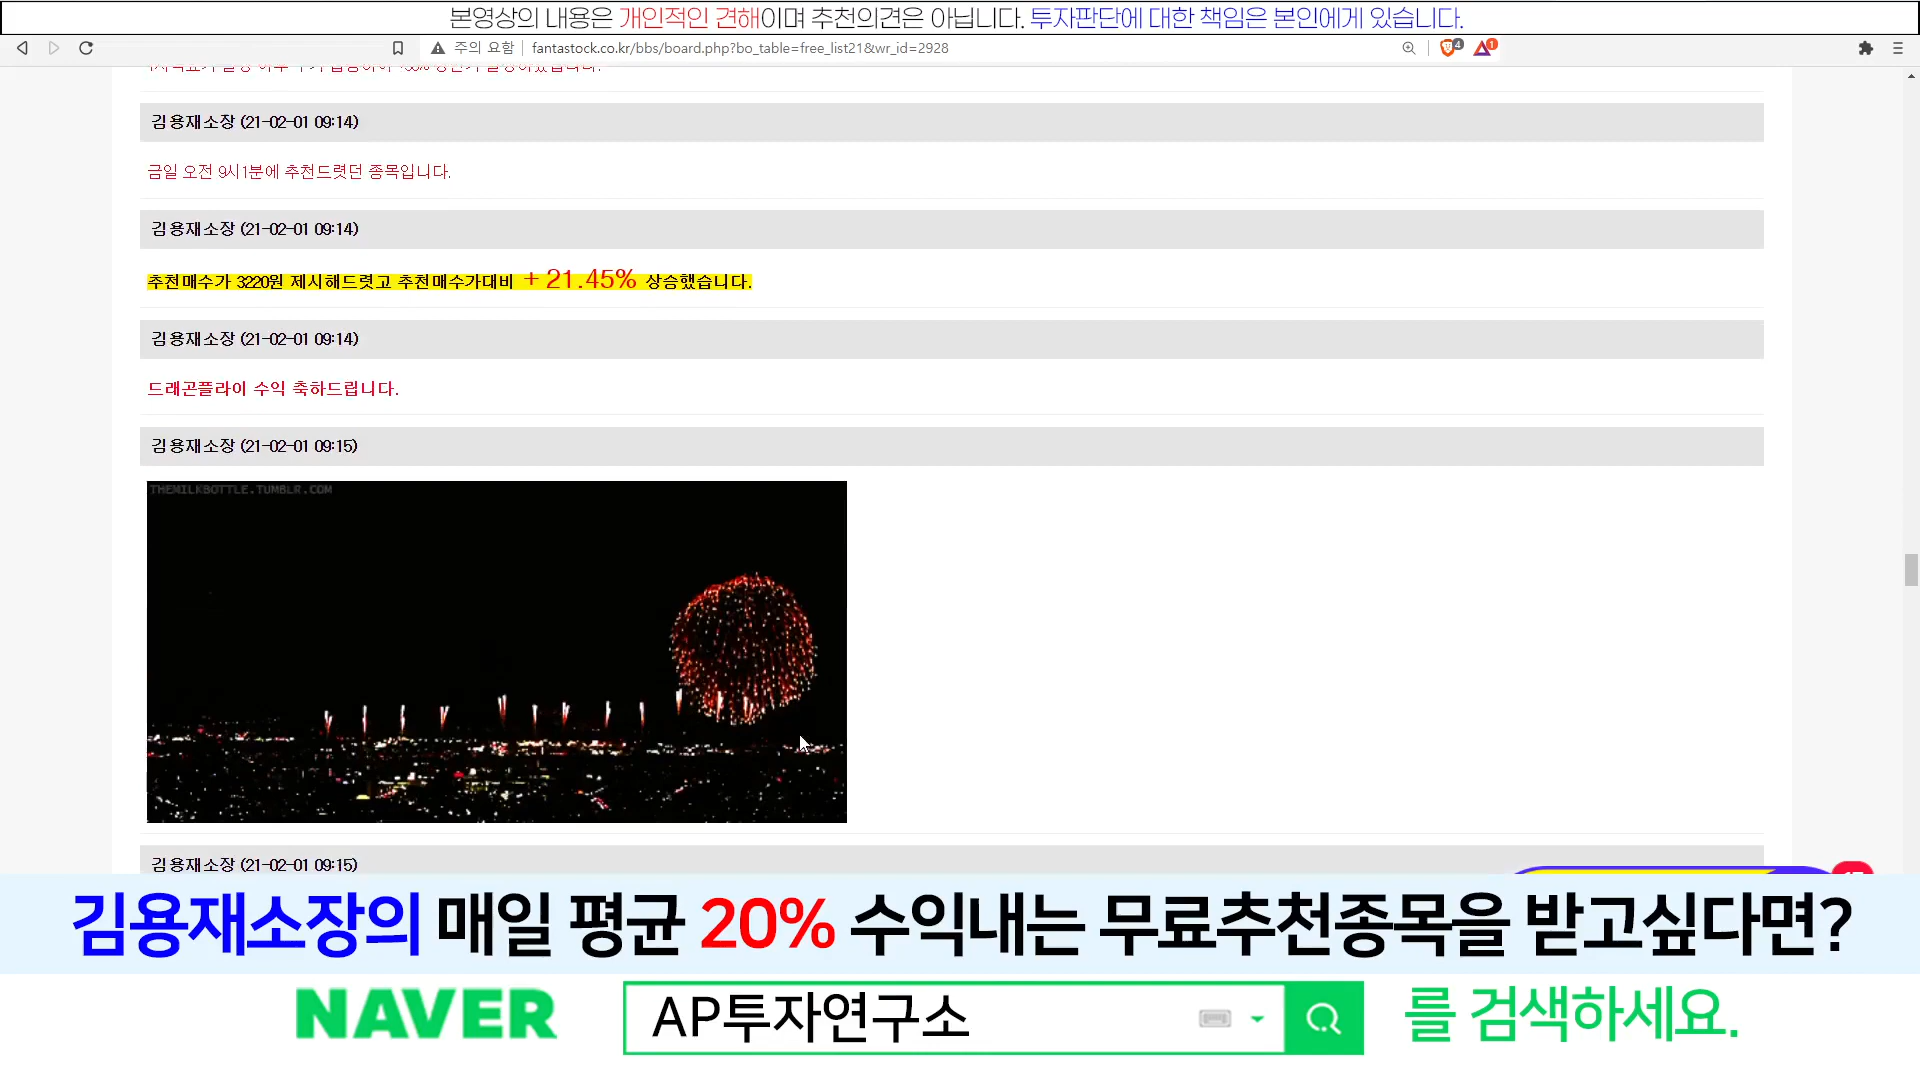 본영상의 내용은 개인적인 견해이며 추천의견은 아닙니다. 투자판단에 대한 책임은 본인에게 있습니다.
주의 요함 fantastock.co.kr/bbs/board.php?bo_table=free_list21&wr_id=2928 4 1
김용재소장 (21-02-01 09:14)
금일 오전 9시1분에 추천드렷던 종목입니다.
김용재소장 (21-02-01 09:14)
추천매수가 3220원 제시해드렷고 추천매수가대비 + 21.45% 상승했습니다.
김용재소장 (21-02-01 09:14)
드래곤플라이 수익 축하드립니다.
김용재소장 (21-02-01 09:15)
THEMILKBOTTLE.TUMBLR.COM
김용재소장 (21-02-01 09:15)
김용재소장의 매일 평균 20% 수익내는 무료추천종목을 받고싶다면?
NAVER AP투자연구소 를 검색하세요.